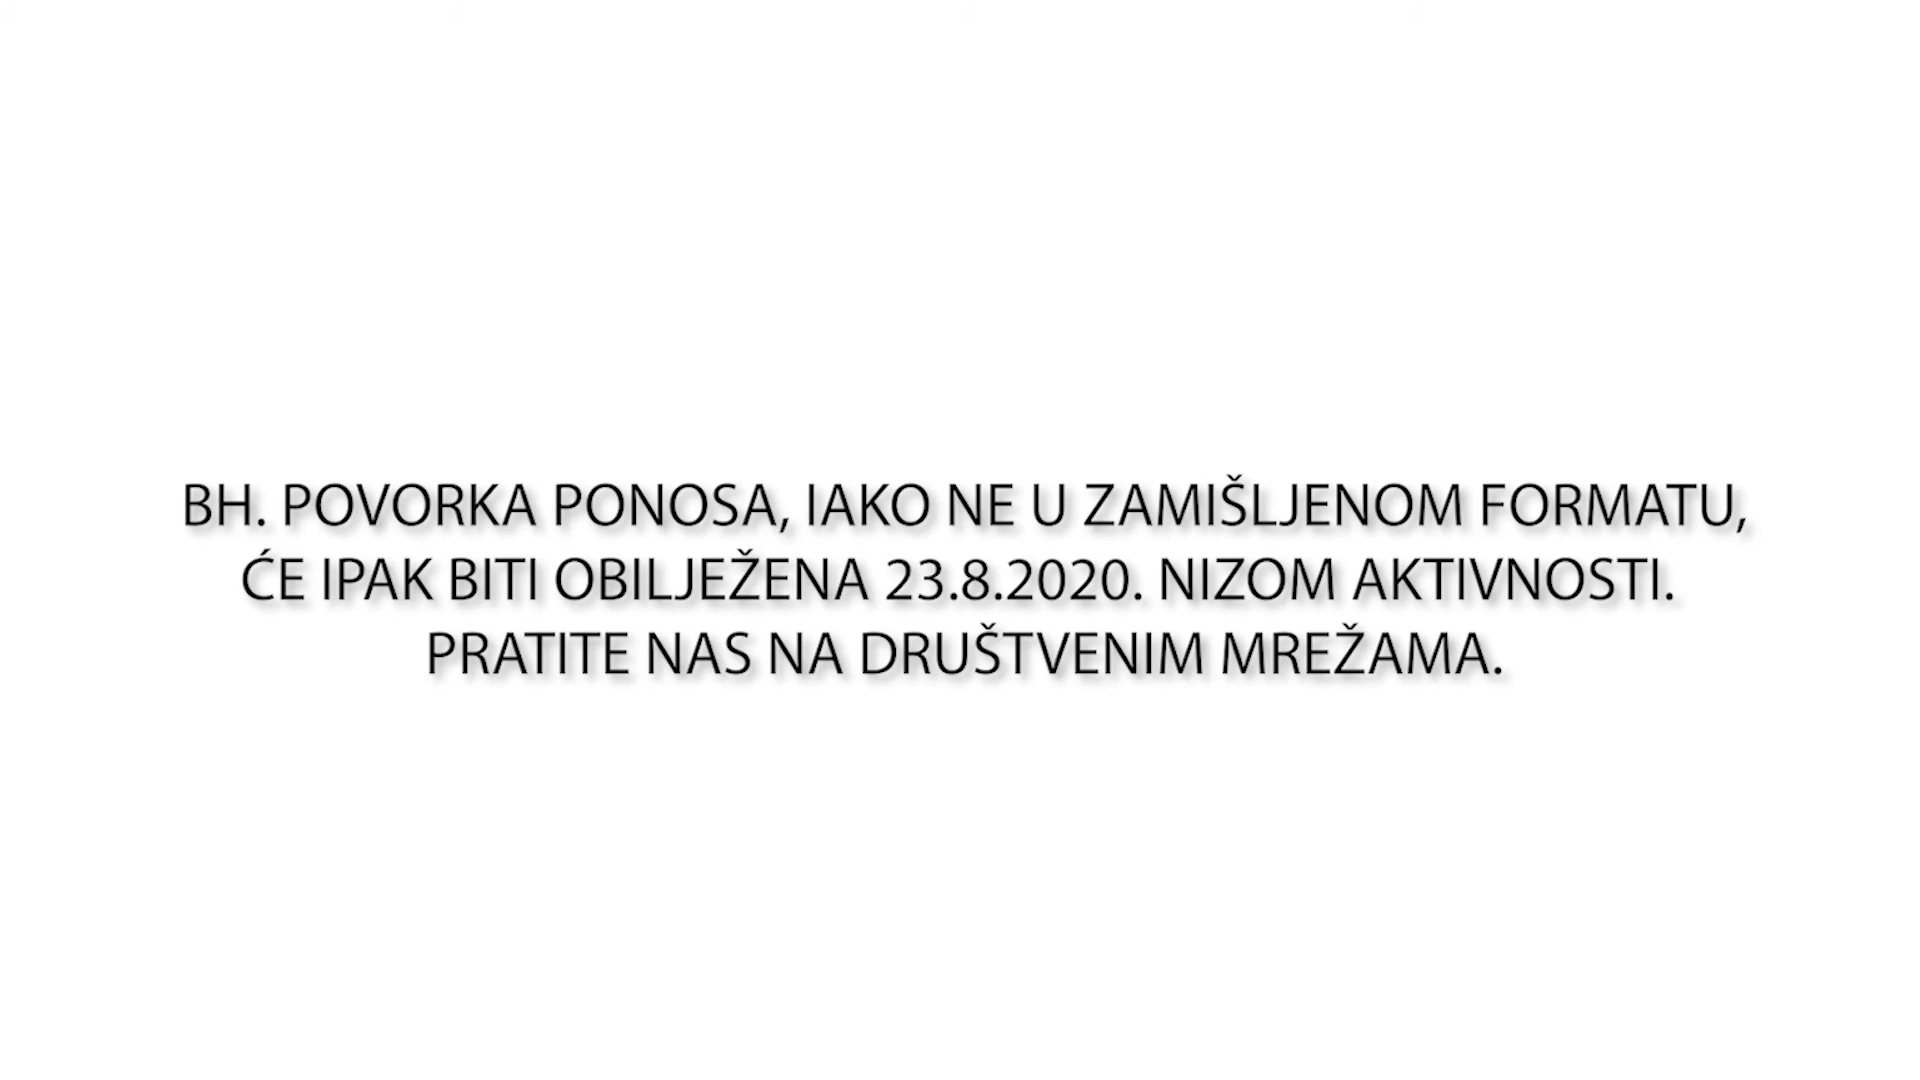 BH. POVORKA PONOSA, IAKO NE U ZAMIŠLJENOM FORMATU,
ĆE IPAK BITI OBILJEŽENA 23.8.2020. NIZOM AKTIVNOSTI.
PRATITE NAS NA DRUŠTVENIM MREŽAMA.